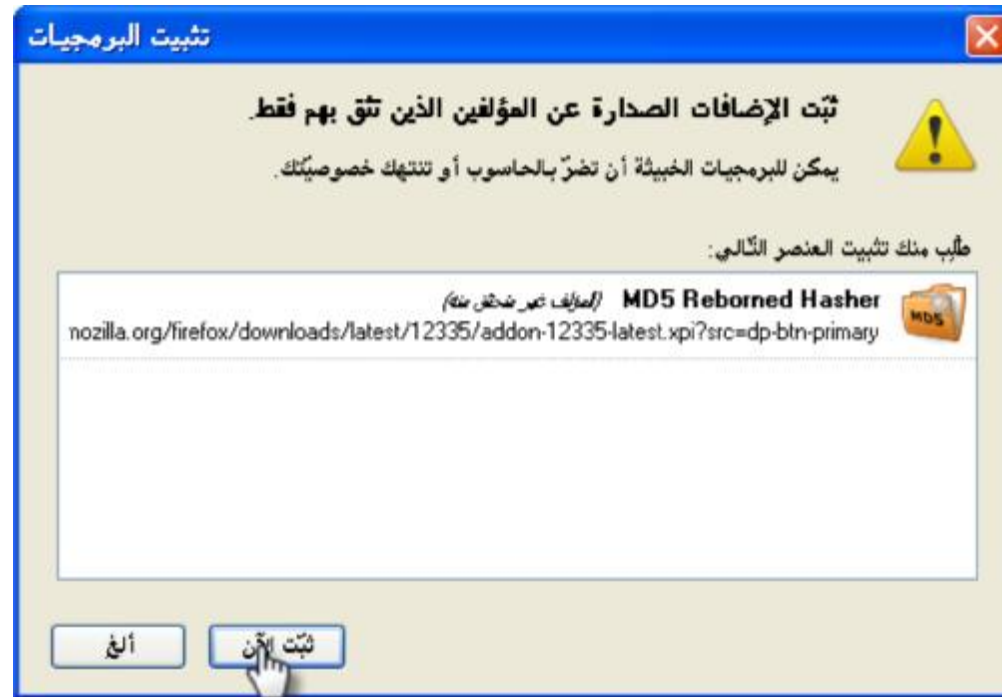 تثبيت البرمجيات
ثبّت الإضافات الصدارة عن المؤلفين الذين تثق بهم فقط.
يمكن للبرمجيات الخبيثة أن تضرّ بالحاسوب أو تنتهك خصوصيّتك.
طُلِب منك تثبيت العنصر التّالي:
MD5 Reborned Hasher (المؤلف غير متحقق منه)
mozilla.org/firefox/downloads/latest/12335/addon-12335-latest.xpi?src=dp-btn-primary
MD5
ثبّت الآن
ألغِ